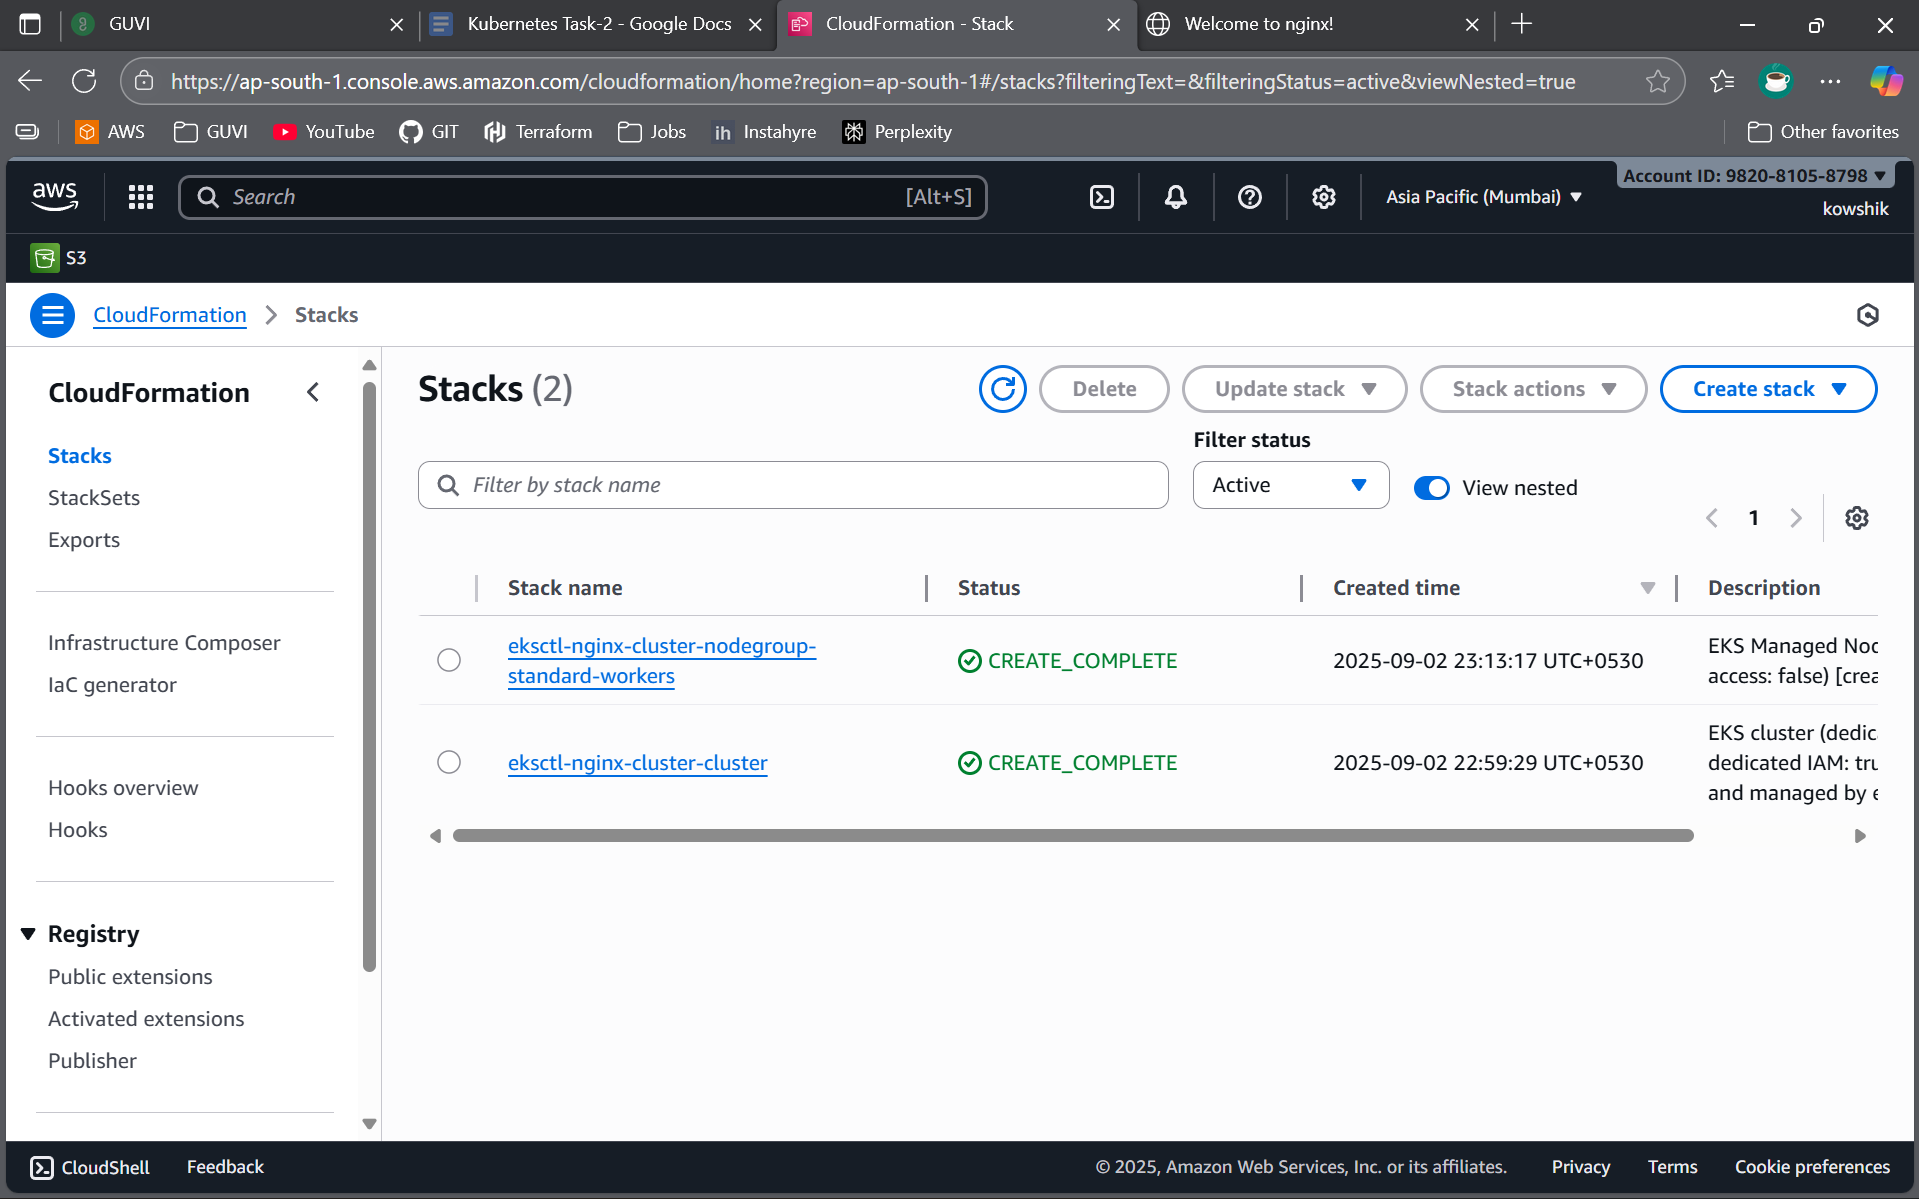 GUVI
Kubernetes Task-2 - Google Docs
CloudFormation - Stack
Welcome to nginx!
https://ap-south-1.console.aws.amazon.com/cloudformation/home?region=ap-south-1#/stacks?filteringText=&filteringStatus=active&viewNested=true
AWS
GUVI
YouTube
GIT
Terraform
Jobs
ih Instahyre
Perplexity
Other favorites
aws
Search
[Alt+S]
Asia Pacific (Mumbai)
Account ID: 9820-8105-8798
kowshik
S3
CloudFormation
Stacks
CloudFormation
Stacks
StackSets
Exports
Infrastructure Composer
IaC generator
Hooks overview
Hooks
Registry
Public extensions
Activated extensions
Publisher
Stacks (2)
Delete
Update stack
Stack actions
Create stack
Filter by stack name
Filter status
Active
View nested
1
Stack name
Status
Created time
Description
eksctl-nginx-cluster-nodegroup-
standard-workers
CREATE_COMPLETE
2025-09-02 23:13:17 UTC+0530
EKS Managed Noc
access: false) [crea
eksctl-nginx-cluster-cluster
CREATE_COMPLETE
2025-09-02 22:59:29 UTC+0530
EKS cluster (dedic
dedicated IAM: tru
and managed by e
CloudShell
Feedback
© 2025, Amazon Web Services, Inc. or its affiliates.
Privacy
Terms
Cookie preferences